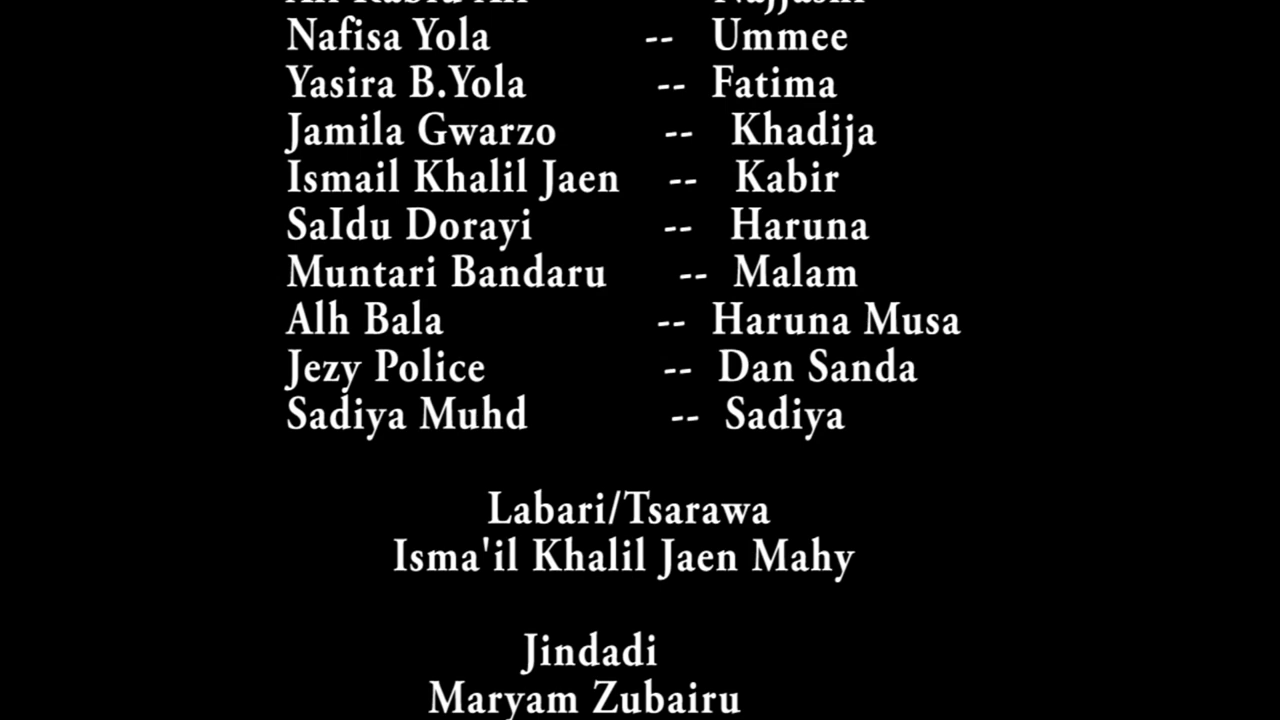 Nafisa Yola -- Ummee
Yasira B.Yola -- Fatima
Jamila Gwarzo -- Khadija
Ismail Khalil Jaen -- Kabir
SaIdu Dorayi -- Haruna
Muntari Bandaru -- Malam
Alh Bala -- Haruna Musa
Jezy Police -- Dan Sanda
Sadiya Muhd -- Sadiya
Labari/Tsarawa
Isma'il Khalil Jaen Mahy
Jindadi
Maryam Zubairu